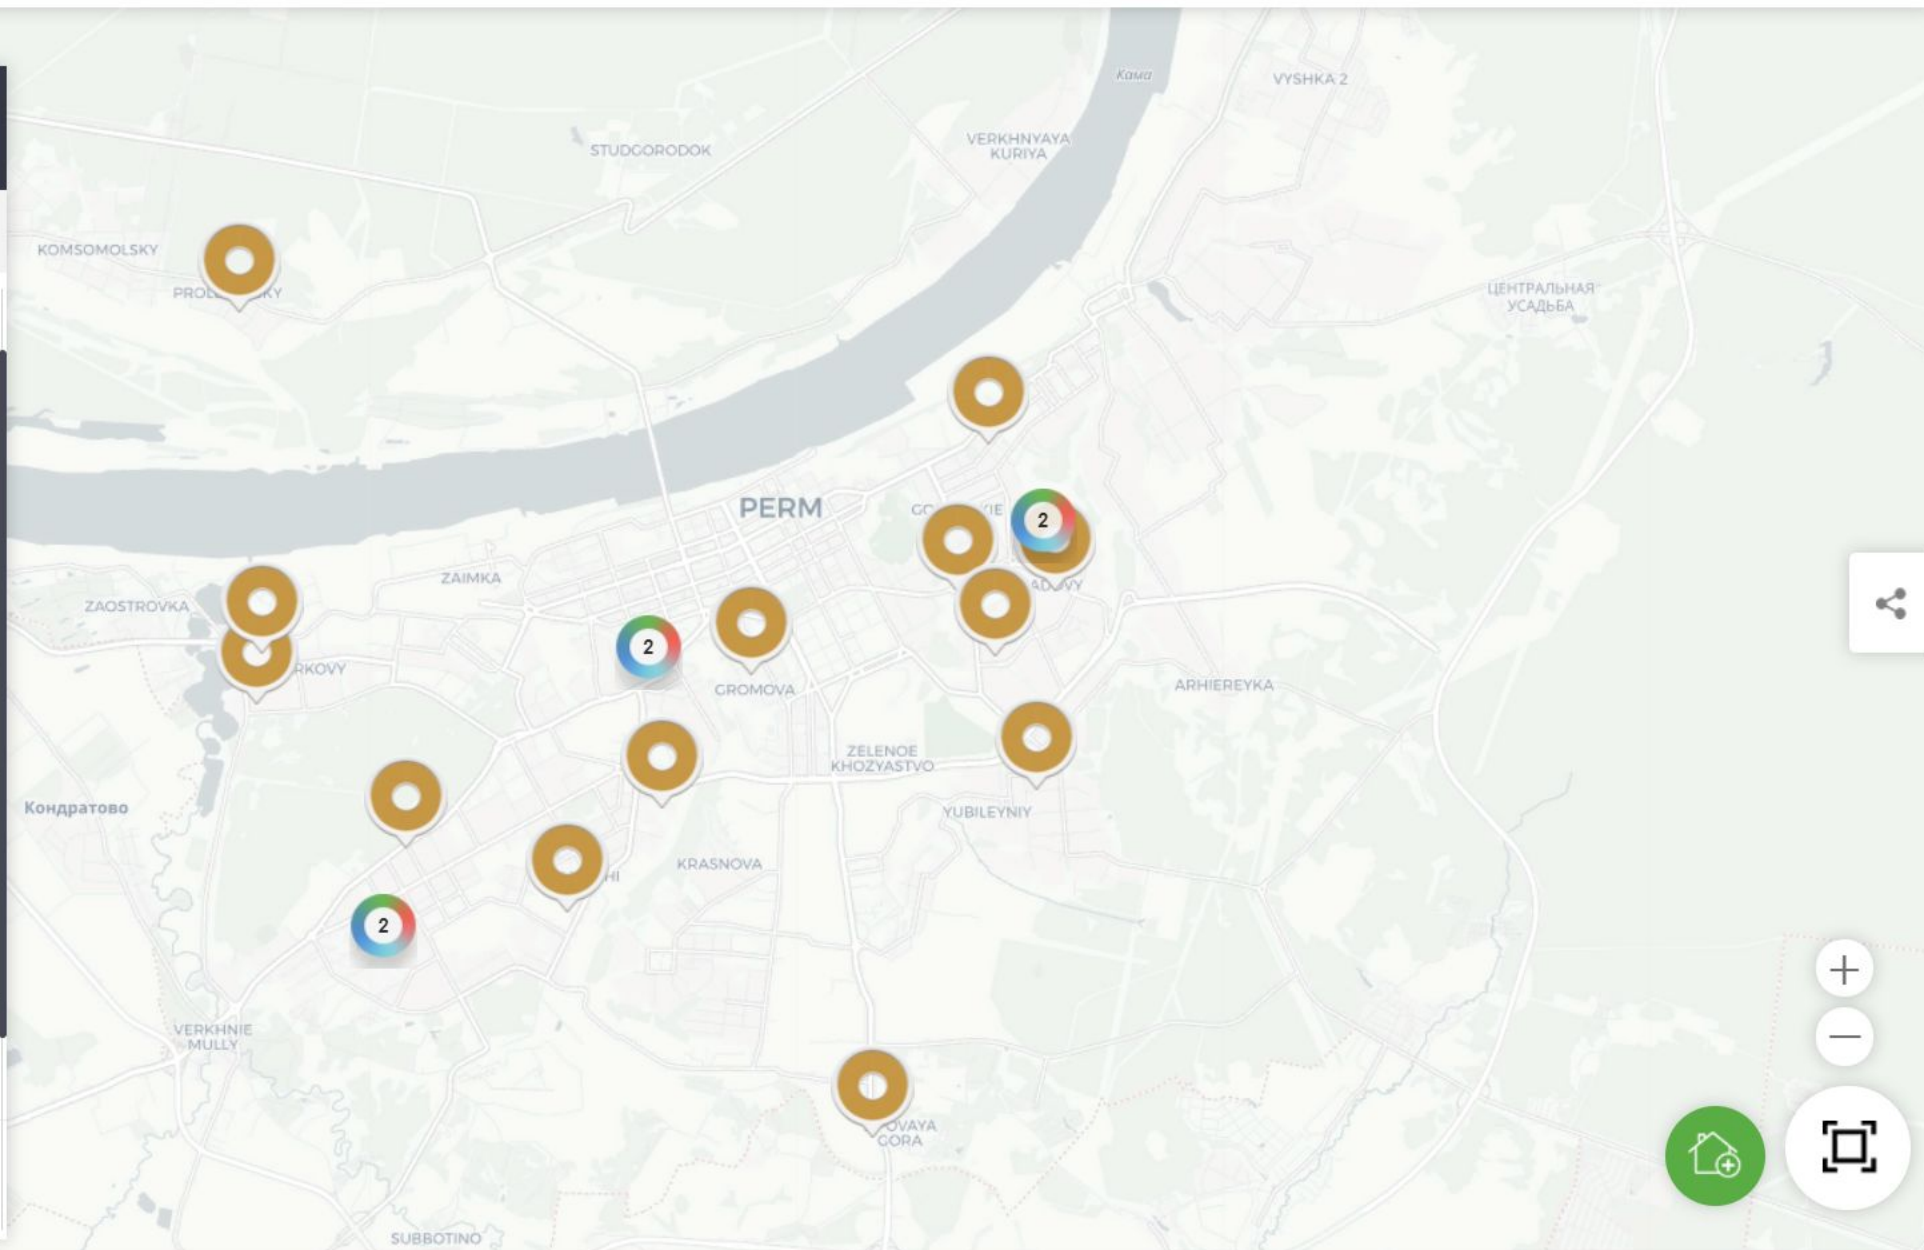 Кама
VYSHKA 2
VERKHNYAYA
KURIYA
STUDGORODOK
KOMSOMOLSKY
ЦЕНТРАЛЬНАЯ
УСАДЬБА
PERM
2
ZAIMKA
ZAOSTROVKA
2
GROMOVA
ARHIEREYKA
ZELENOE
KHOZYASTVO
Кондратово
YUBILEYNIY
KRASNOVA
2
VERKHNIE
MULLY
GORA
SUBBOTINO